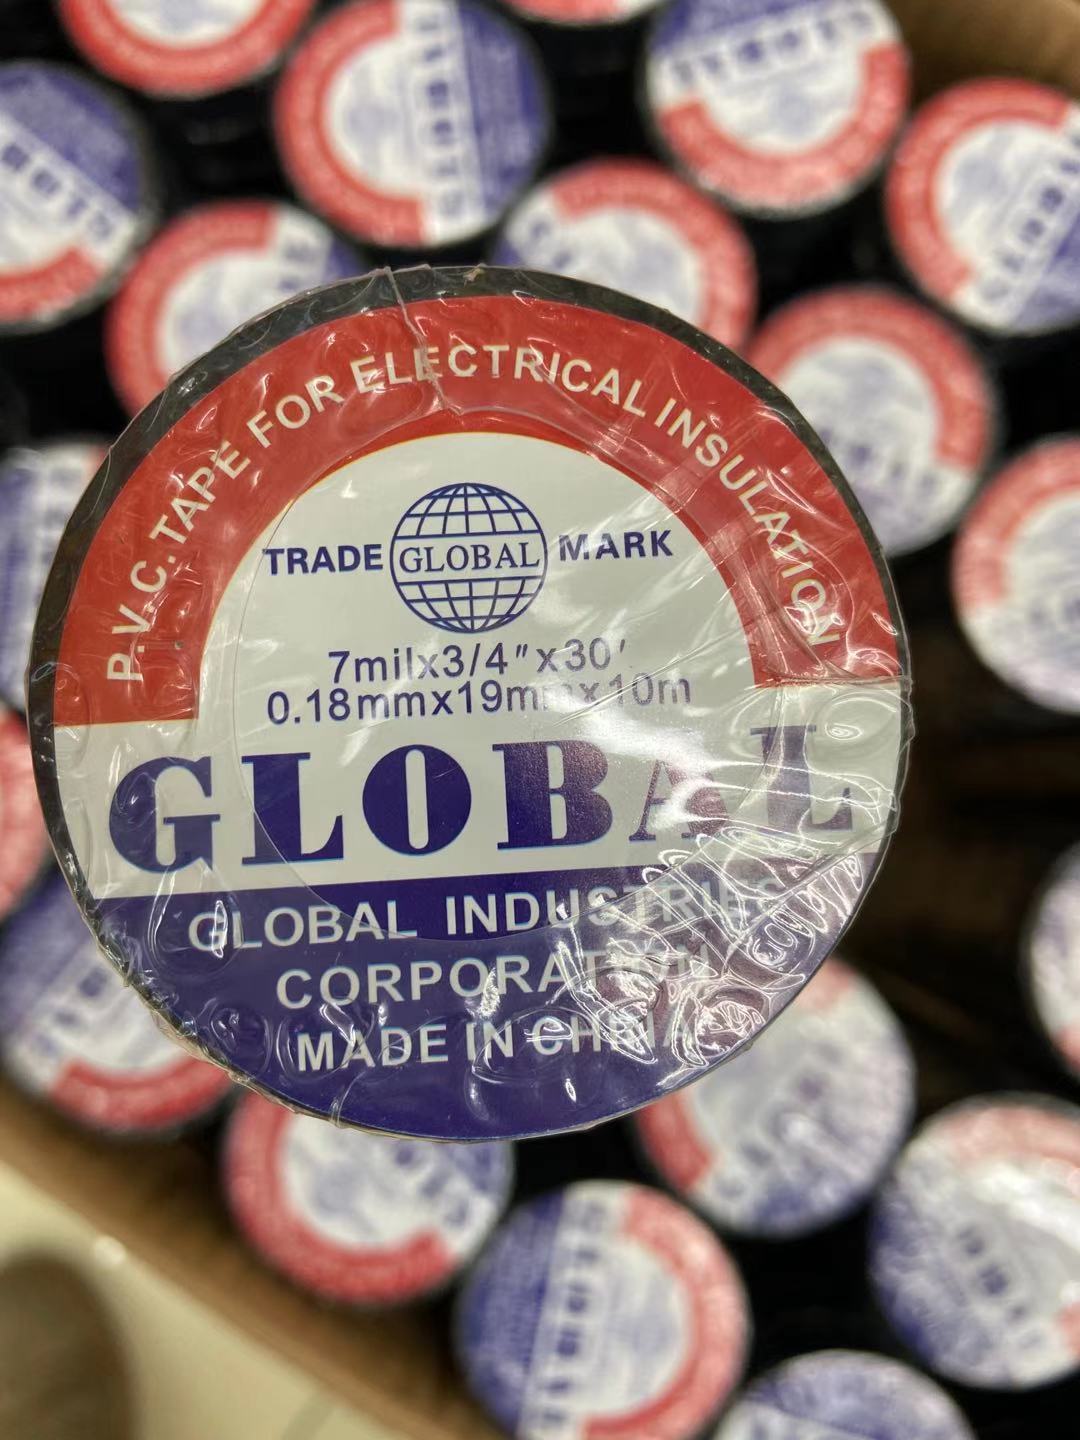 P.V.C. TAPE FOR ELECTRICAL INSULATION
TRADE GLOBAL MARK
7milx3/4"x30'
0.18mmx19mmx10m
GLOBAL
GLOBAL INDUSTRIES
CORPORATION
MADE IN CHINA